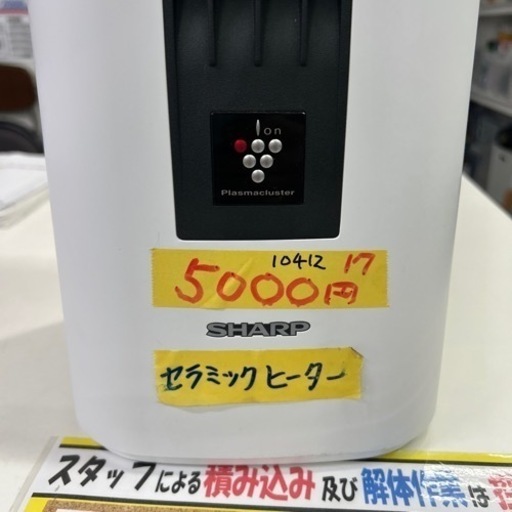 Ion
Plasmacluster
10412 17
5000円
SHARP
セラミックヒーター
スタッフによる積み込み及び解体作業は